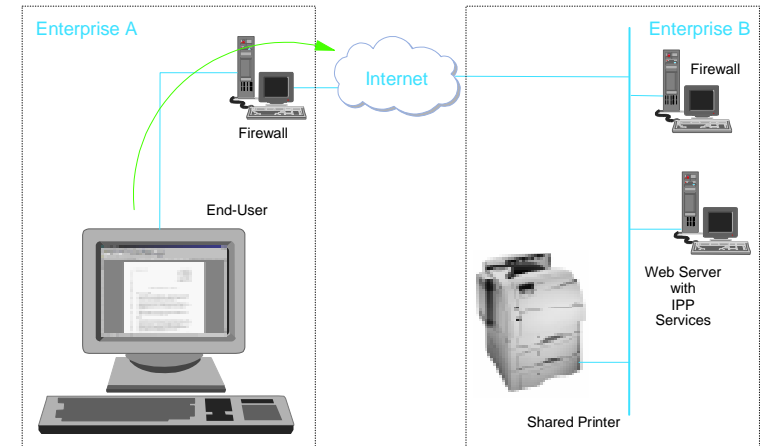 Enterprise A
Enterprise B
Internet
Firewall
Firewall
End-User
Web Server
with
IPP
Services
Shared Printer